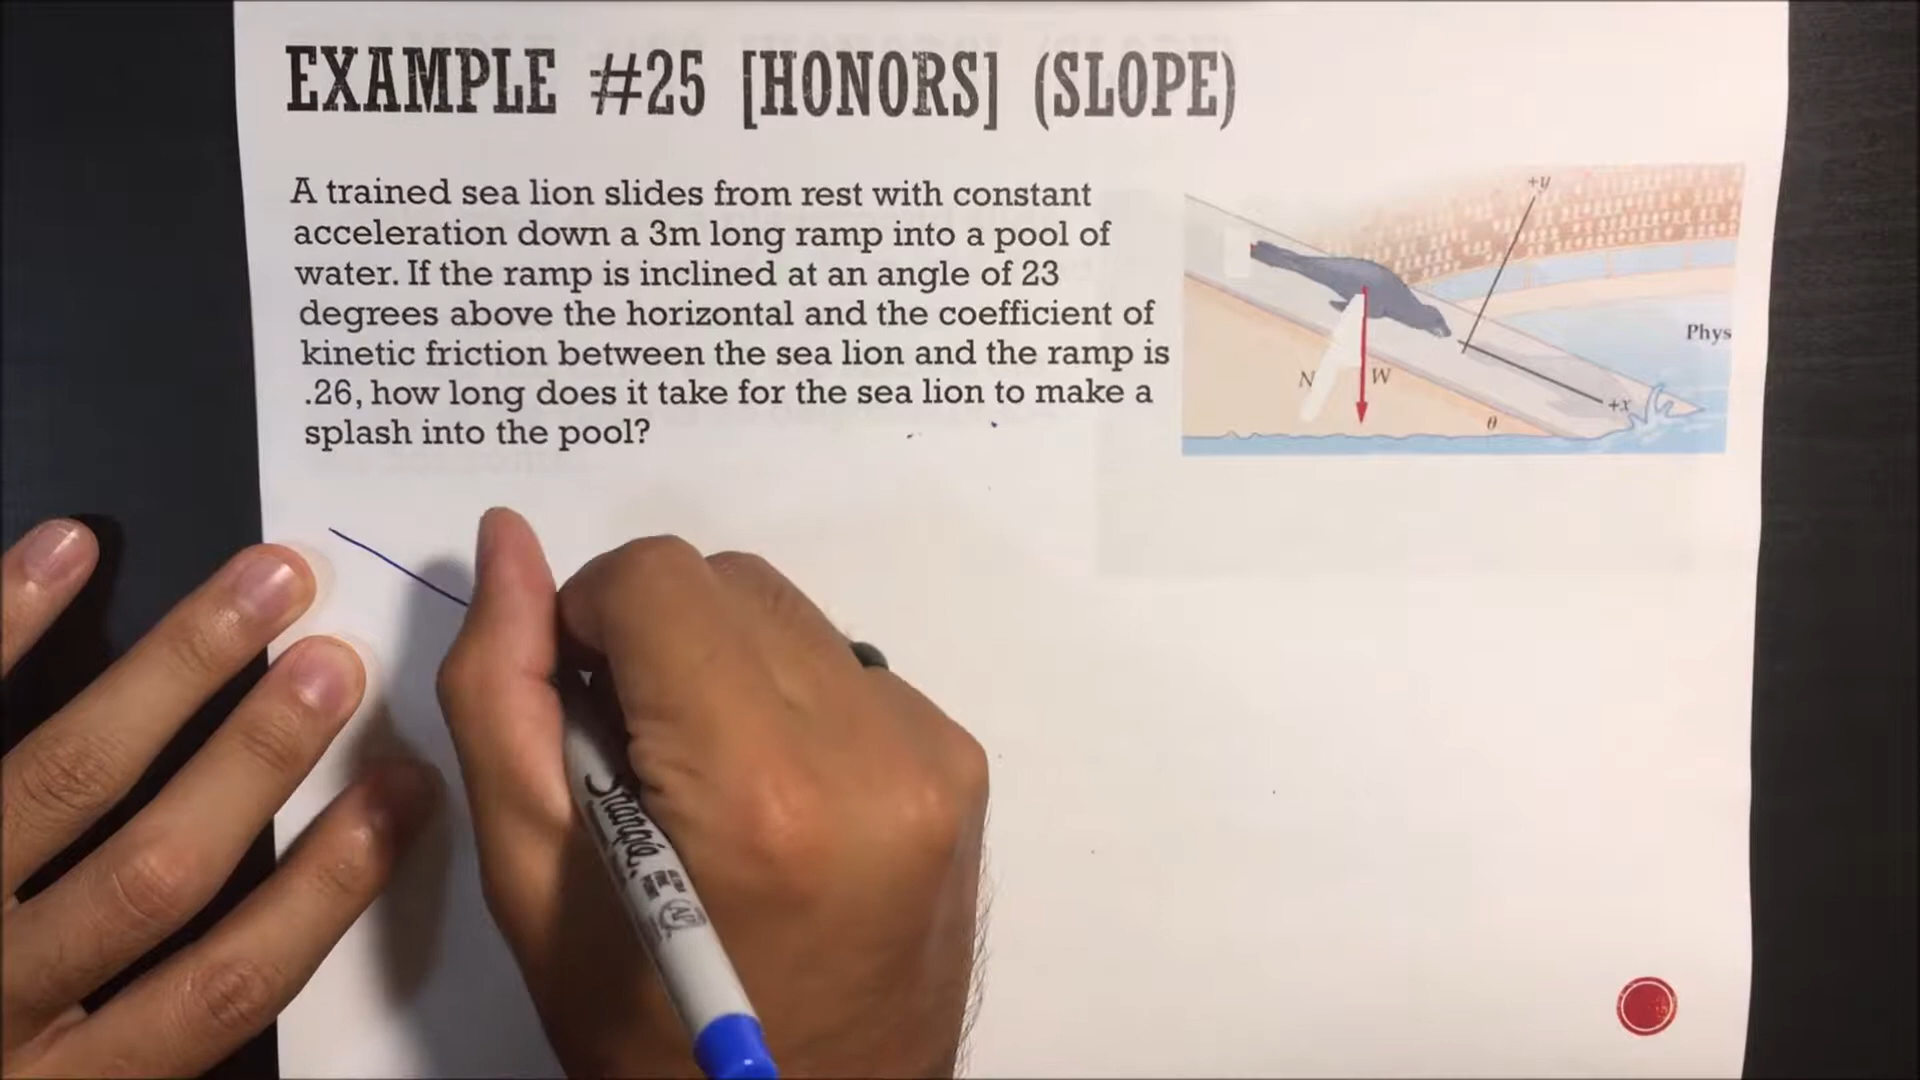 EXAMPLE #25 [HONORS] (SLOPE)
A trained sea lion slides from rest with constant
acceleration down a 3m long ramp into a pool of
water. If the ramp is inclined at an angle of 23
degrees above the horizontal and the coefficient of
kinetic friction between the sea lion and the ramp is
.26, how long does it take for the sea lion to make a
splash into the pool?
+y
Phys
N
W
+x
θ
Sharpie
AP